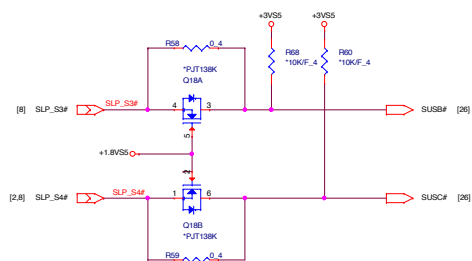 +3VS5 +3VS5
R58 0_4
R68 R60
*10K/F_4 *10K/F_4
*PJT138K
Q18A
[8] SLP_S3# SLP_S3# 4 3 SUSB# [26]
5
+1.8VS5
2
[2,8] SLP_S4# SLP_S4# 1 6 SUSC# [26]
Q18B
*PJT138K
R59 0_4